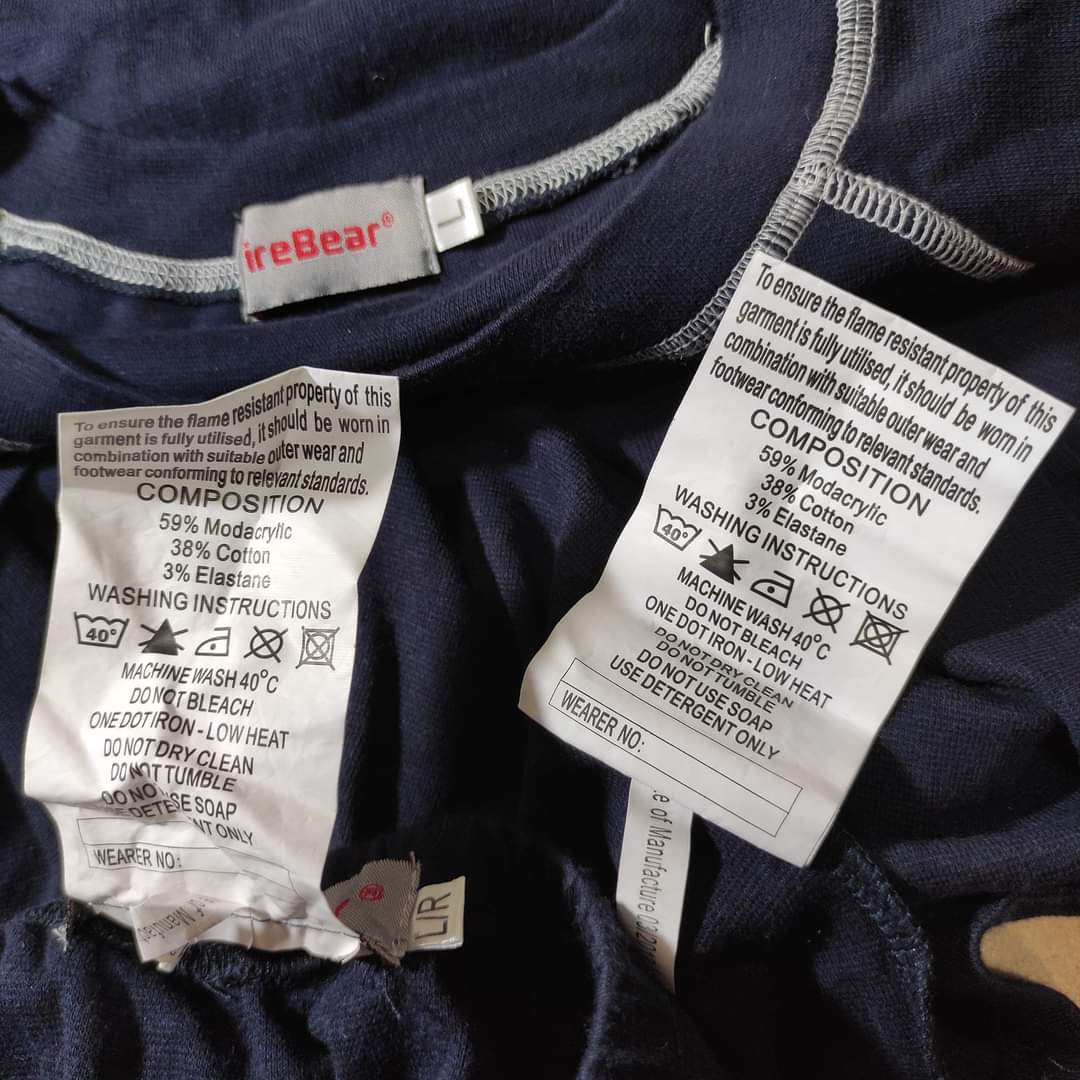 ireBear®
L
To ensure the flame resistant property of this
garment is fully utilised, it should be worn in
combination with suitable outer wear and
footwear conforming to relevant standards.
COMPOSITION
59% Modacrylic
38% Cotton
3% Elastane
WASHING INSTRUCTIONS
40°
MACHINE WASH 40°C
DO NOT BLEACH
ONE DOT IRON - LOW HEAT
DO NOT DRY CLEAN
DO NOT TUMBLE
DO NOT USE SOAP
USE DETERGENT ONLY
WEARER NO:
e of Manufacture
To ensure the flame resistant property of this
garment is fully utilised, it should be worn in
combination with suitable outer wear and
footwear conforming to relevant standards.
COMPOSITION
59% Modacrylic
38% Cotton
3% Elastane
WASHING INSTRUCTIONS
40°
MACHINE WASH 40°C
DO NOT BLEACH
ONE DOT IRON - LOW HEAT
DO NOT DRY CLEAN
DO NOT TUMBLE
DO NOT USE SOAP
DETERGENT ONLY
WEARER NO:
of Manufact
®
L/R